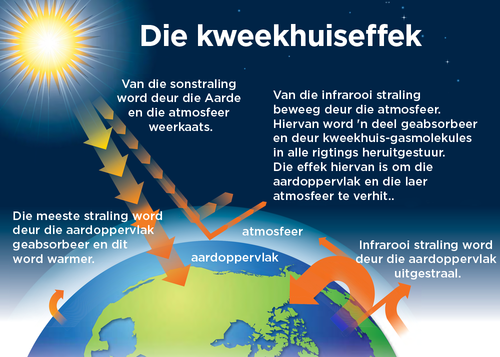 Die kweekhuiseffek
Van die sonstraling
word deur die Aarde
en die atmosfeer
weerkaats.
Van die infrarooi straling
beweeg deur die atmosfeer.
Hiervan word 'n deel geabsorbeer
en deur kweekhuis-gasmolekules
in alle rigtings heruitgestuur.
Die effek hiervan is om die
aardoppervlak en die laer
atmosfeer te verhit..
Die meeste straling word
deur die aardoppervlak
geabsorbeer en dit
word warmer.
atmosfeer
aardoppervlak
Infrarooi straling word
deur die aardoppervlak
uitgestraal.